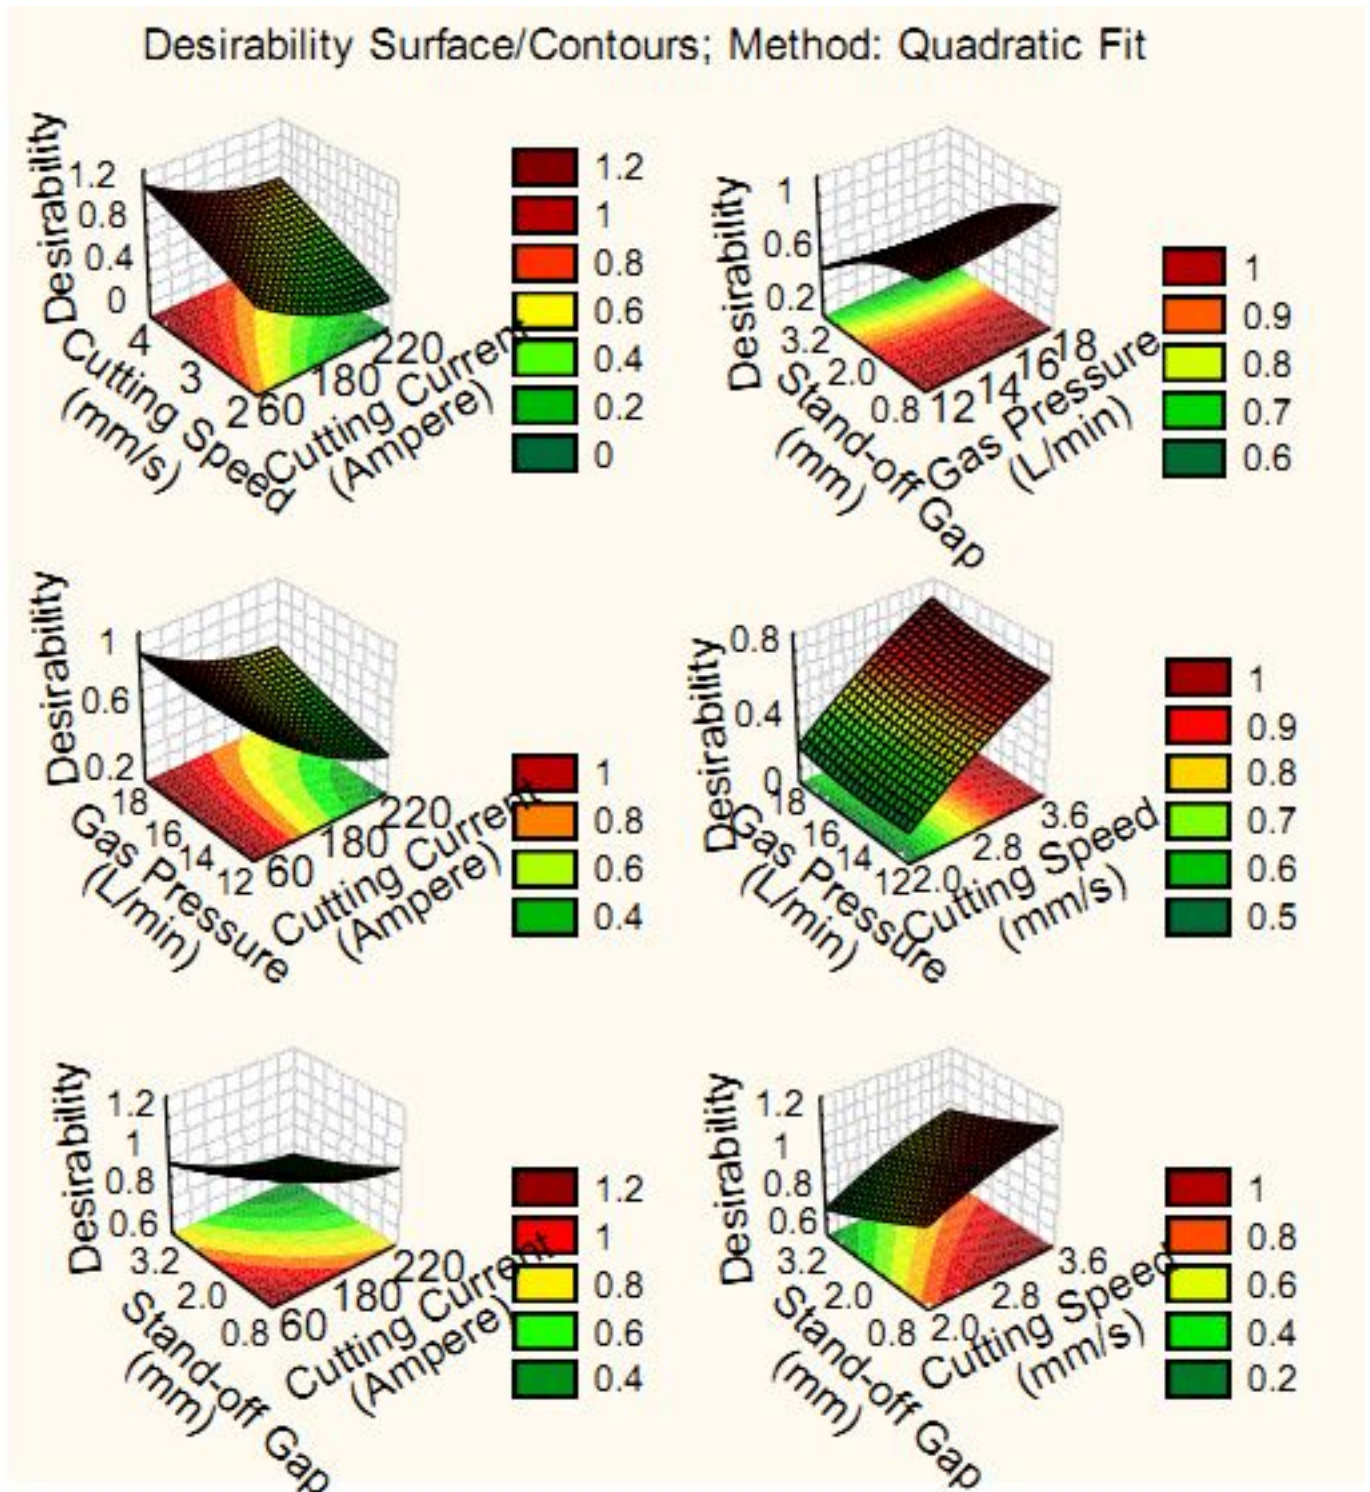 Desirability Surface/Contours; Method: Quadratic Fit
Desirability
1.2
0.8
0.4
0
4
3
2
60
180
220
Cutting Speed
(mm/s)
Cutting Current
(Ampere)
1.2
1
0.8
0.6
0.4
0.2
0
Desirability
1
0.6
0.2
3.2
2.0
0.8
12
14
16
18
Stand-off Gap
(mm)
Gas Pressure
(L/min)
1
0.9
0.8
0.7
0.6
Desirability
1
0.6
0.2
18
16
14
12
60
180
220
Gas Pressure
(L/min)
Cutting Current
(Ampere)
1
0.8
0.6
0.4
Desirability
0.8
0.4
0
18
16
14
12
2.0
2.8
3.6
Gas Pressure
(L/min)
Cutting Speed
(mm/s)
1
0.9
0.8
0.7
0.6
0.5
Desirability
1.2
1
0.8
0.6
3.2
2.0
0.8
60
180
220
Stand-off Gap
(mm)
Cutting Current
(Ampere)
1.2
1
0.8
0.6
0.4
Desirability
1.2
1
0.8
0.6
3.2
2.0
0.8
2.0
2.8
3.6
Stand-off Gap
(mm)
Cutting Speed
(mm/s)
1
0.8
0.6
0.4
0.2